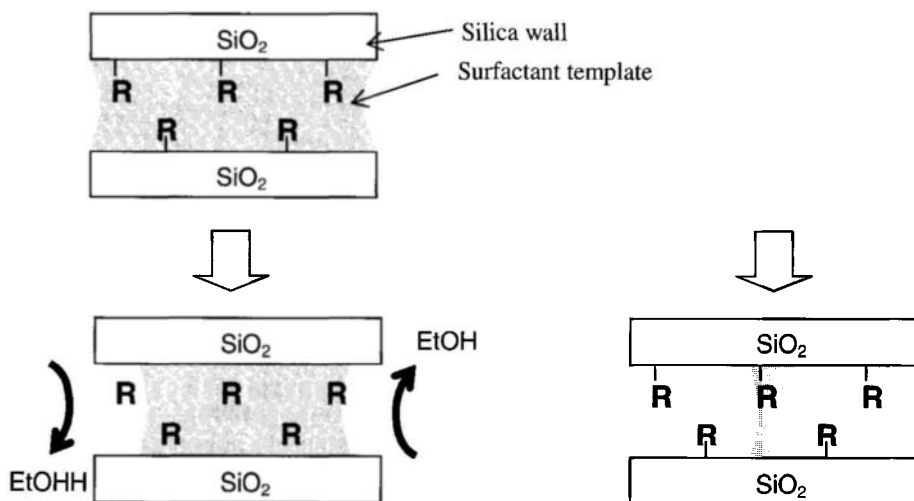 SiO2
Silica wall
R R R
Surfactant template
R R
SiO2
SiO2
EtOH
R R R
R R
EtOHH
SiO2
SiO2
R R R
R R
SiO2